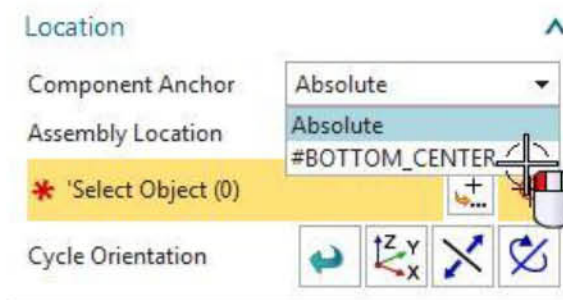 Location
Component Anchor Absolute
Absolute
Assembly Location
#BOTTOM_CENTER
* 'Select Object (0)
Cycle Orientation
Z Y X